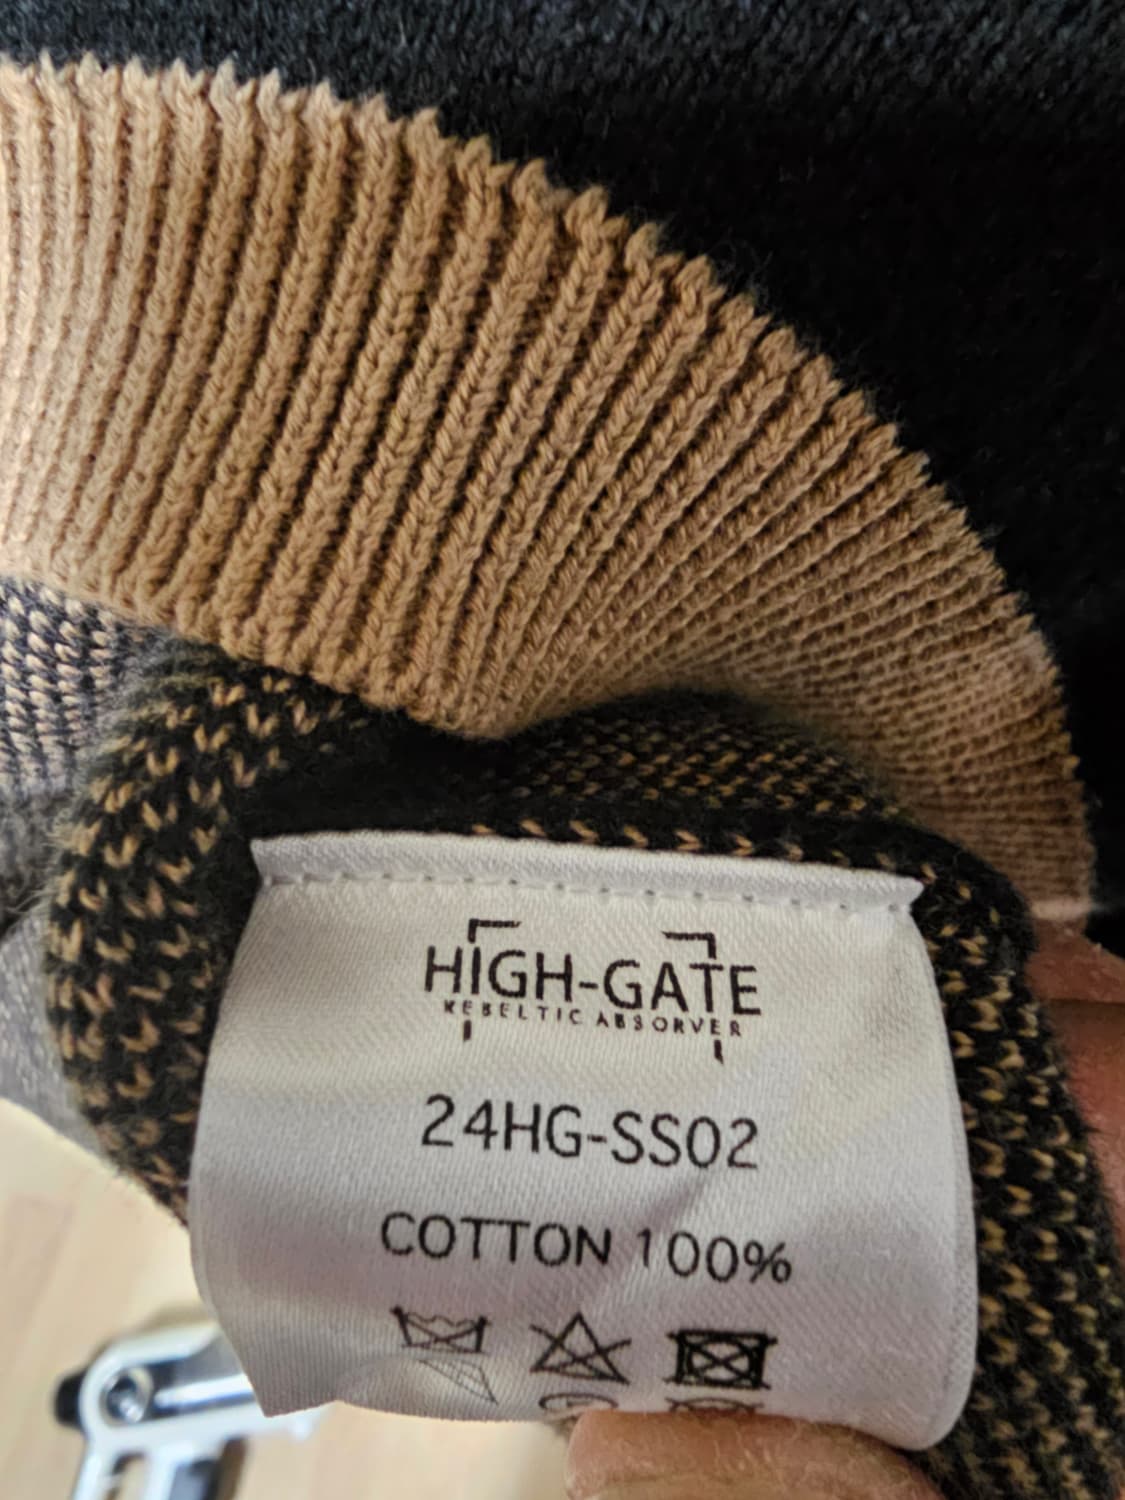 HIGH-GATE
REBELTIC ABSORVER
24HG-SS02
COTTON 100%